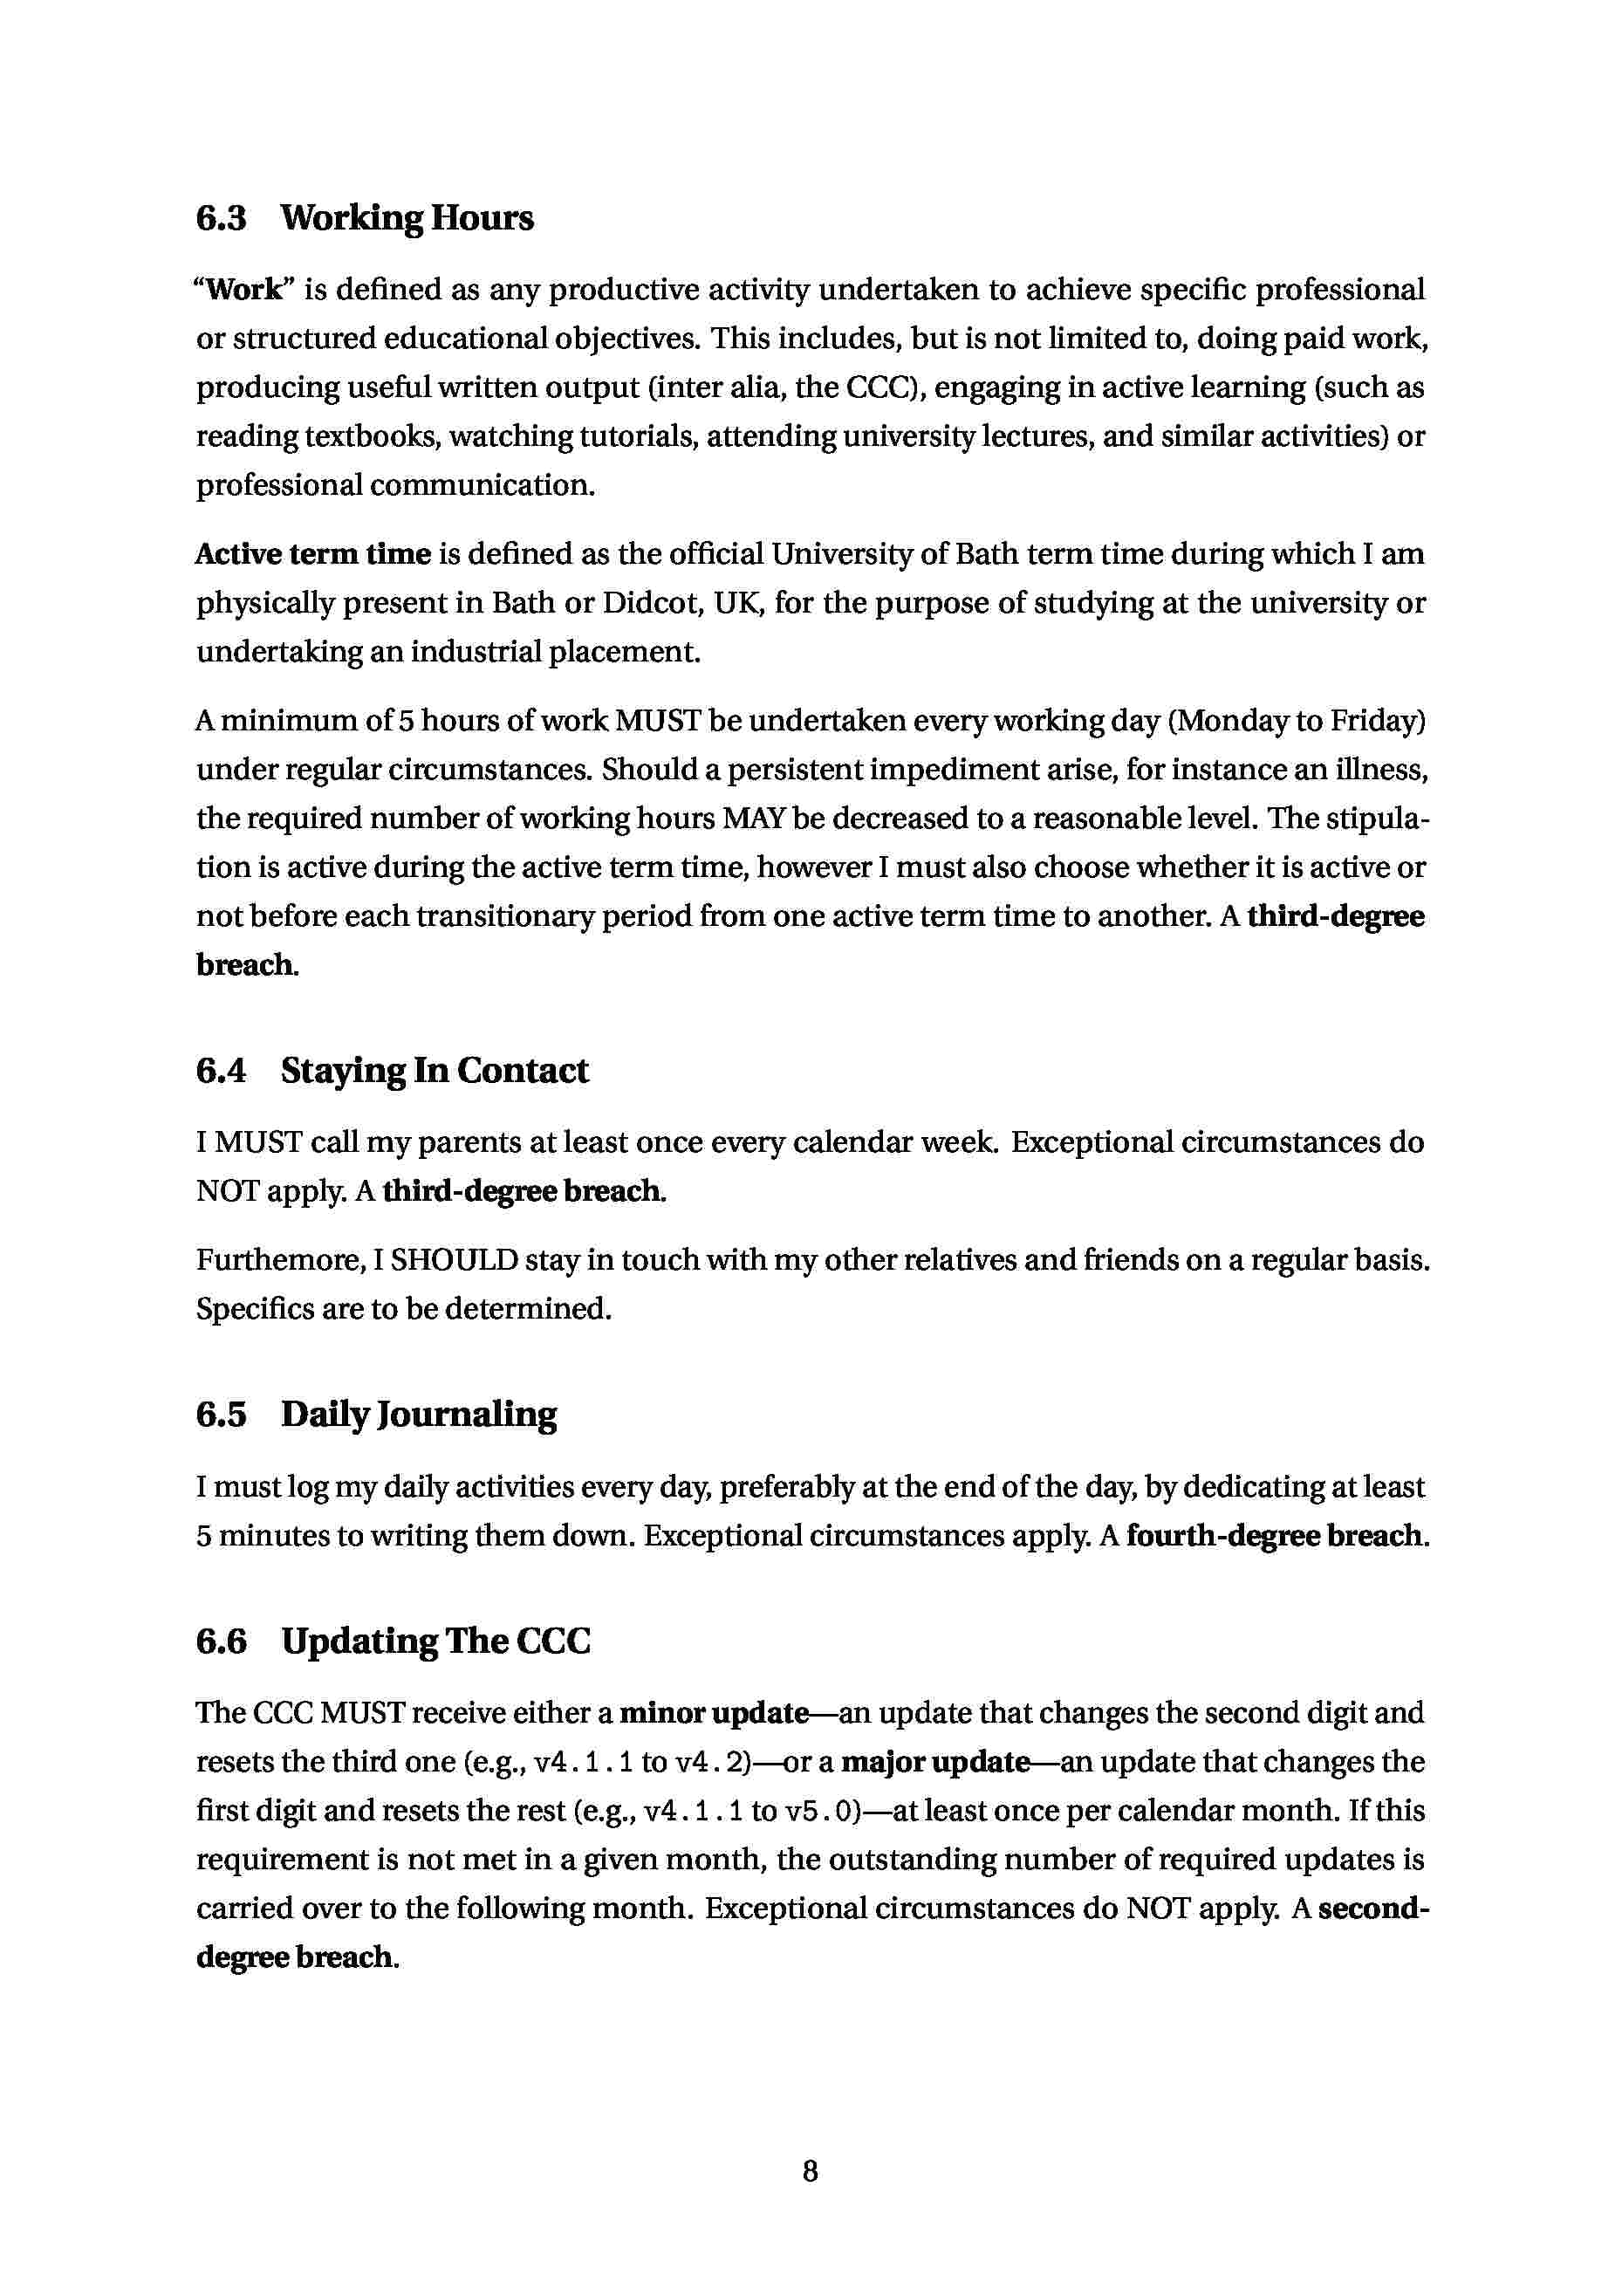 6.3 Working Hours
“Work” is defined as any productive activity undertaken to achieve specific professional
or structured educational objectives. This includes, but is not limited to, doing paid work,
producing useful written output (inter alia, the CCC), engaging in active learning (such as
reading textbooks, watching tutorials, attending university lectures, and similar activities) or
professional communication.
Active term time is defined as the official University of Bath term time during which I am
physically present in Bath or Didcot, UK, for the purpose of studying at the university or
undertaking an industrial placement.
A minimum of 5 hours of work MUST be undertaken every working day (Monday to Friday)
under regular circumstances. Should a persistent impediment arise, for instance an illness,
the required number of working hours MAY be decreased to a reasonable level. The stipula-
tion is active during the active term time, however I must also choose whether it is active or
not before each transitionary period from one active term time to another. A third-degree
breach.
6.4 Staying In Contact
I MUST call my parents at least once every calendar week. Exceptional circumstances do
NOT apply. A third-degree breach.
Furthemore, I SHOULD stay in touch with my other relatives and friends on a regular basis.
Specifics are to be determined.
6.5 Daily Journaling
I must log my daily activities every day, preferably at the end of the day, by dedicating at least
5 minutes to writing them down. Exceptional circumstances apply. A fourth-degree breach.
6.6 Updating The CCC
The CCC MUST receive either a minor update—an update that changes the second digit and
resets the third one (e.g., v4.1.1 to v4.2)—or a major update—an update that changes the
first digit and resets the rest (e.g., v4.1.1 to v5.0)—at least once per calendar month. If this
requirement is not met in a given month, the outstanding number of required updates is
carried over to the following month. Exceptional circumstances do NOT apply. A second-
degree breach.
8